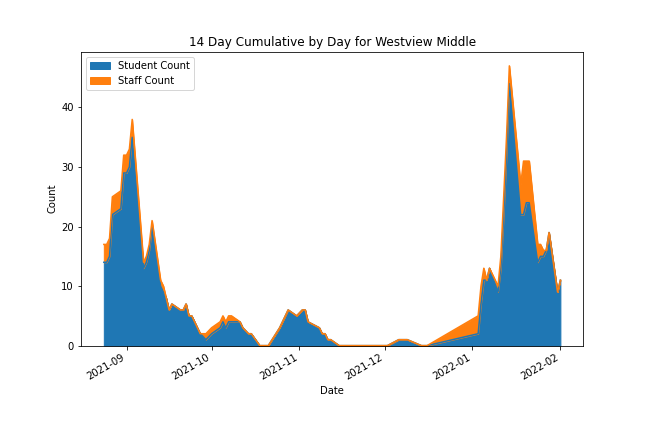 14 Day Cumulative by Day for Westview Middle
Student Count
Staff Count
Count
40
30
20
10
0
2021-09
2021-10
2021-11
2021-12
2022-01
2022-02
Date